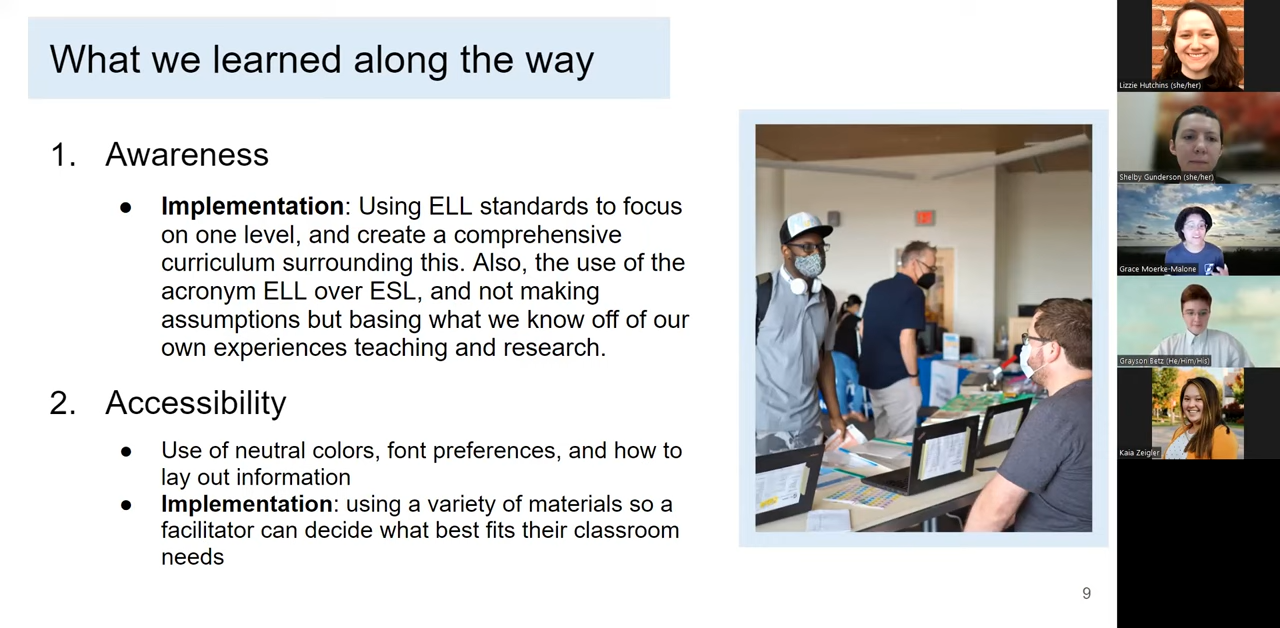 What we learned along the way
1. Awareness
● Implementation: Using ELL standards to focus
on one level, and create a comprehensive
curriculum surrounding this. Also, the use of the
acronym ELL over ESL, and not making
assumptions but basing what we know off of our
own experiences teaching and research.
2. Accessibility
● Use of neutral colors, font preferences, and how to
lay out information
● Implementation: using a variety of materials so a
facilitator can decide what best fits their classroom
needs
9
Lizzie Hutchins (she/her)
Shelby Gunderson (she/her)
Grace Moerke-Malone
Grayson Betz (He/Him/His)
Kaia Zeigler